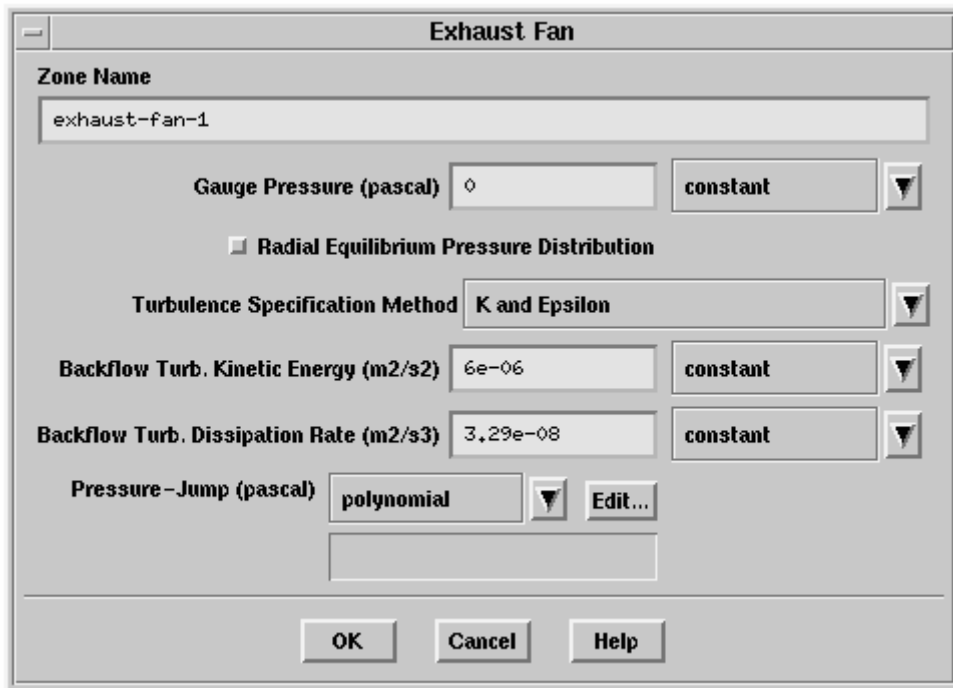 Exhaust Fan
Zone Name
exhaust-fan-1
Gauge Pressure (pascal) 0 constant
Radial Equilibrium Pressure Distribution
Turbulence Specification Method K and Epsilon
Backflow Turb. Kinetic Energy (m2/s2) 6e-06 constant
Backflow Turb. Dissipation Rate (m2/s3) 3.29e-08 constant
Pressure-Jump (pascal) polynomial Edit...
OK Cancel Help